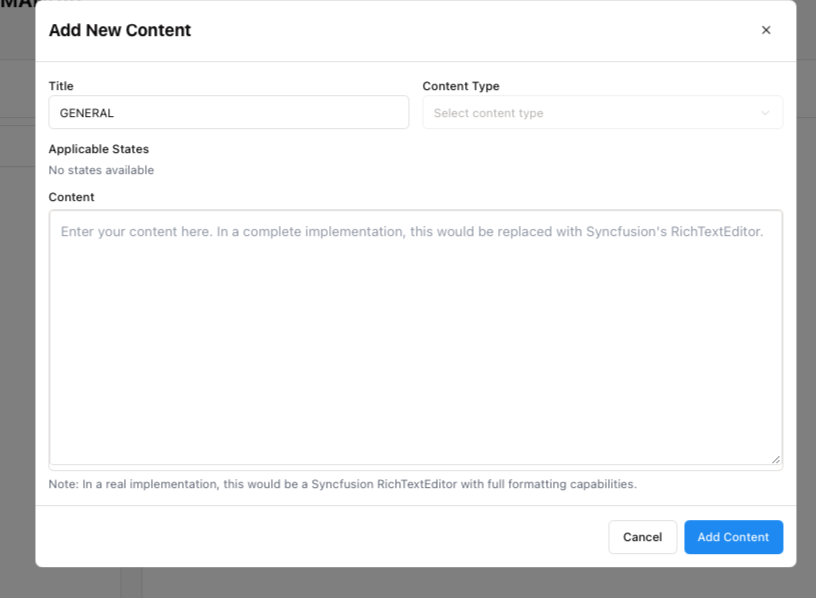 Add New Content
Title
Content Type
GENERAL
Select content type
Applicable States
No states available
Content
Enter your content here. In a complete implementation, this would be replaced with Syncfusion's RichTextEditor.
Note: In a real implementation, this would be a Syncfusion RichTextEditor with full formatting capabilities.
Cancel
Add Content